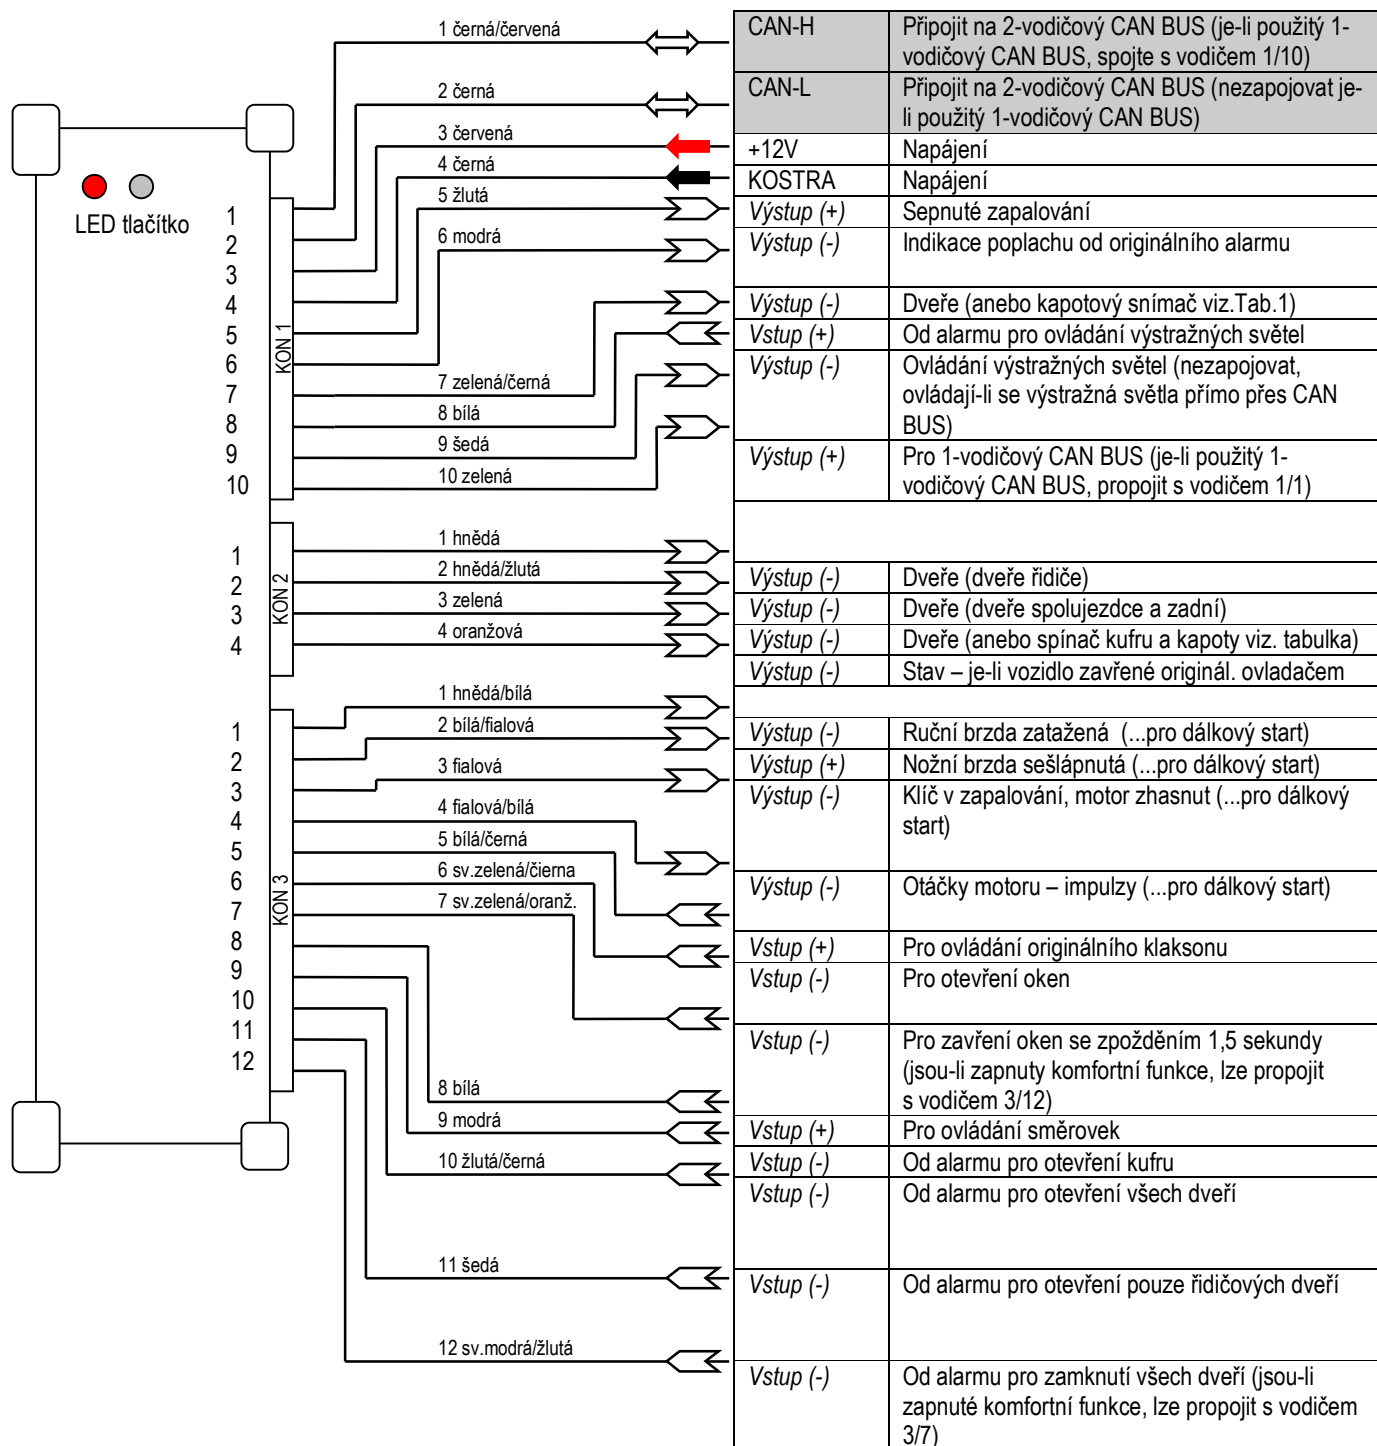 1 černá/červená
CAN-H
Připojit na 2-vodičový CAN BUS (je-li použitý 1-
vodičový CAN BUS, spojte s vodičem 1/10)
2 černá
CAN-L
Připojit na 2-vodičový CAN BUS (nezapojovat je-
li použitý 1-vodičový CAN BUS)
3 červená
+12V
Napájení
4 černá
KOSTRA
Napájení
5 žlutá
Výstup (+)
Sepnuté zapalování
6 modrá
Výstup (-)
Indikace poplachu od originálního alarmu
Výstup (-)
Dveře (anebo kapotový snímač viz.Tab.1)
Vstup (+)
Od alarmu pro ovládání výstražných světel
7 zelená/černá
Výstup (-)
Ovládání výstražných světel (nezapojovat,
ovládají-li se výstražná světla přímo přes CAN
BUS)
8 bílá
9 šedá
Výstup (+)
Pro 1-vodičový CAN BUS (je-li použitý 1-
vodičový CAN BUS, propojit s vodičem 1/1)
10 zelená
LED tlačítko
1
2
3
4
5
6
7
8
9
10
KON 1
1 hnědá
2 hnědá/žlutá
Výstup (-)
Dveře (dveře řidiče)
3 zelená
Výstup (-)
Dveře (dveře spolujezdce a zadní)
4 oranžová
Výstup (-)
Dveře (anebo spínač kufru a kapoty viz. tabulka)
Výstup (-)
Stav – je-li vozidlo zavřené originál. ovladačem
1
2
3
4
KON 2
1 hnědá/bílá
2 bílá/fialová
Výstup (-)
Ruční brzda zatažená (...pro dálkový start)
3 fialová
Výstup (+)
Nožní brzda sešlápnutá (...pro dálkový start)
4 fialová/bílá
Výstup (-)
Klíč v zapalování, motor zhasnut (...pro dálkový
start)
5 bílá/černá
6 sv.zelená/čierna
Výstup (-)
Otáčky motoru – impulzy (...pro dálkový start)
7 sv.zelená/oranž.
Vstup (+)
Pro ovládání originálního klaksonu
Vstup (-)
Pro otevření oken
Vstup (-)
Pro zavření oken se zpožděním 1,5 sekundy
(jsou-li zapnuty komfortní funkce, lze propojit
s vodičem 3/12)
8 bílá
9 modrá
Vstup (+)
Pro ovládání směrovek
10 žlutá/černá
Vstup (-)
Od alarmu pro otevření kufru
Vstup (-)
Od alarmu pro otevření všech dveří
11 šedá
Vstup (-)
Od alarmu pro otevření pouze řidičových dveří
12 sv.modrá/žlutá
Vstup (-)
Od alarmu pro zamknutí všech dveří (jsou-li
zapnuté komfortní funkce, lze propojit s vodičem
3/7)
1
2
3
4
5
6
7
8
9
10
11
12
KON 3